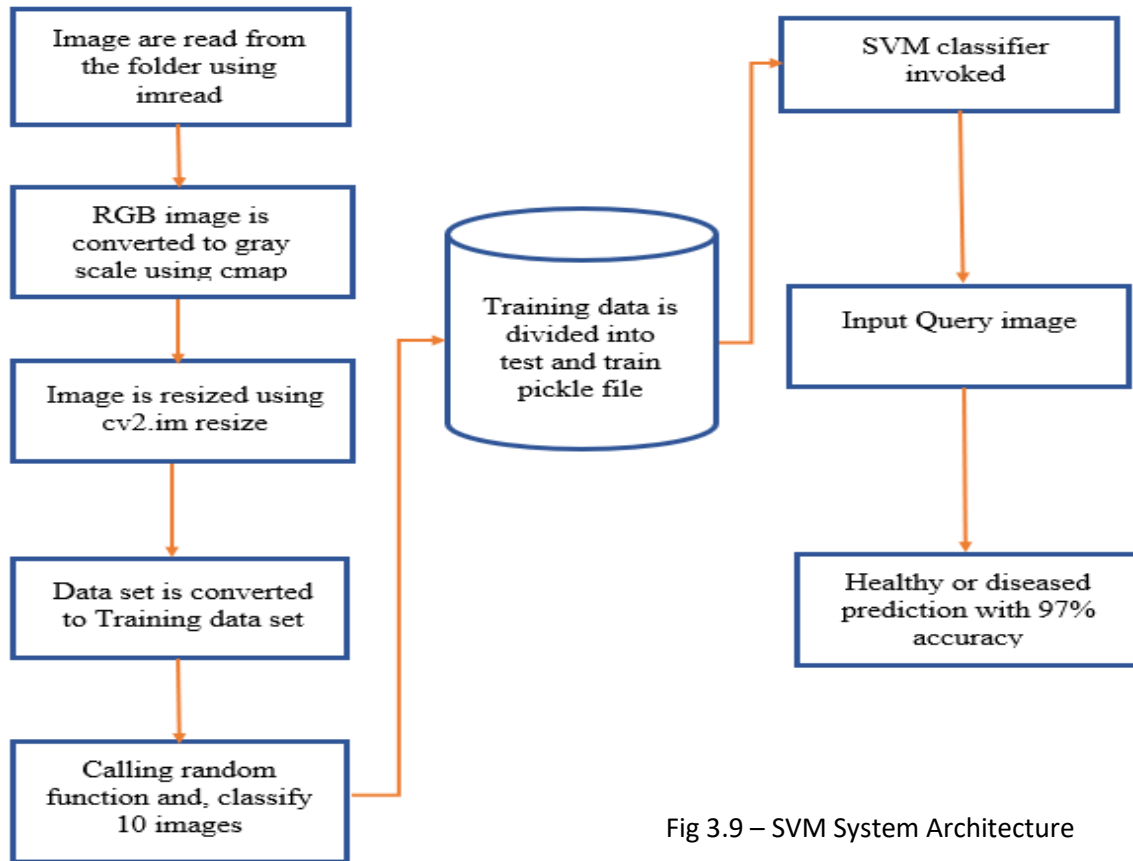 Image are read from
the folder using
imread
RGB image is
converted to gray
scale using cmap
Image is resized using
cv2.im resize
Data set is converted
to Training data set
Calling random
function and, classify
10 images
Training data is
divided into
test and train
pickle file
SVM classifier
invoked
Input Query image
Healthy or diseased
prediction with 97%
accuracy
Fig 3.9 – SVM System Architecture